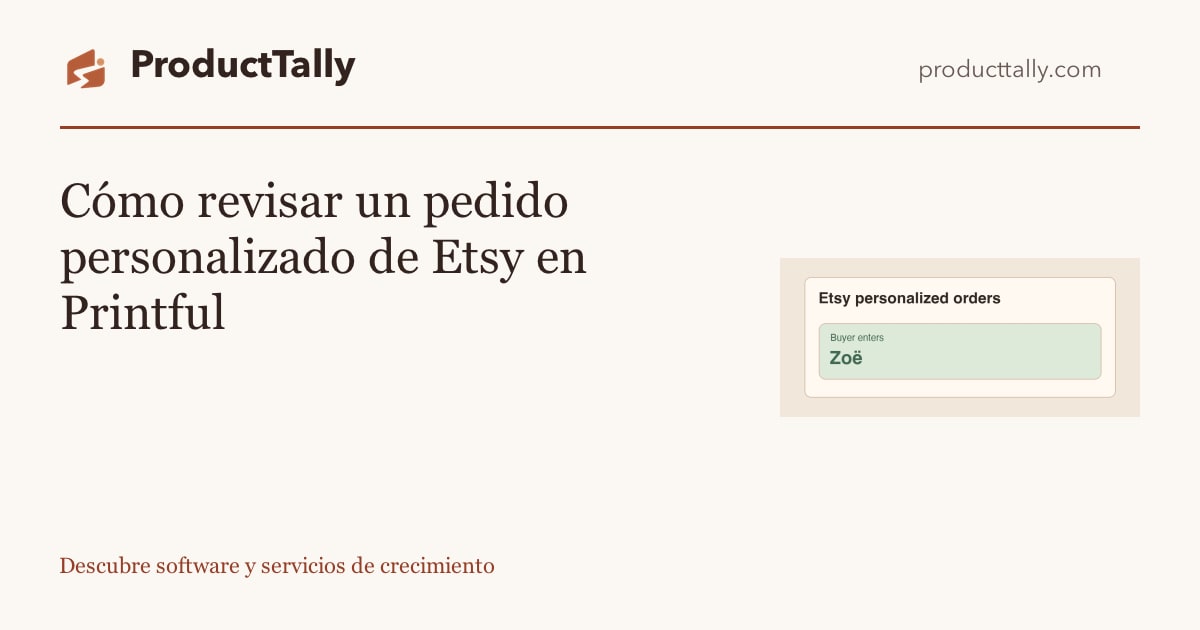 ProductTally
producttally.com
Cómo revisar un pedido
personalizado de Etsy en
Printful
Etsy personalized orders
Buyer enters
Zoë
Descubre software y servicios de crecimiento